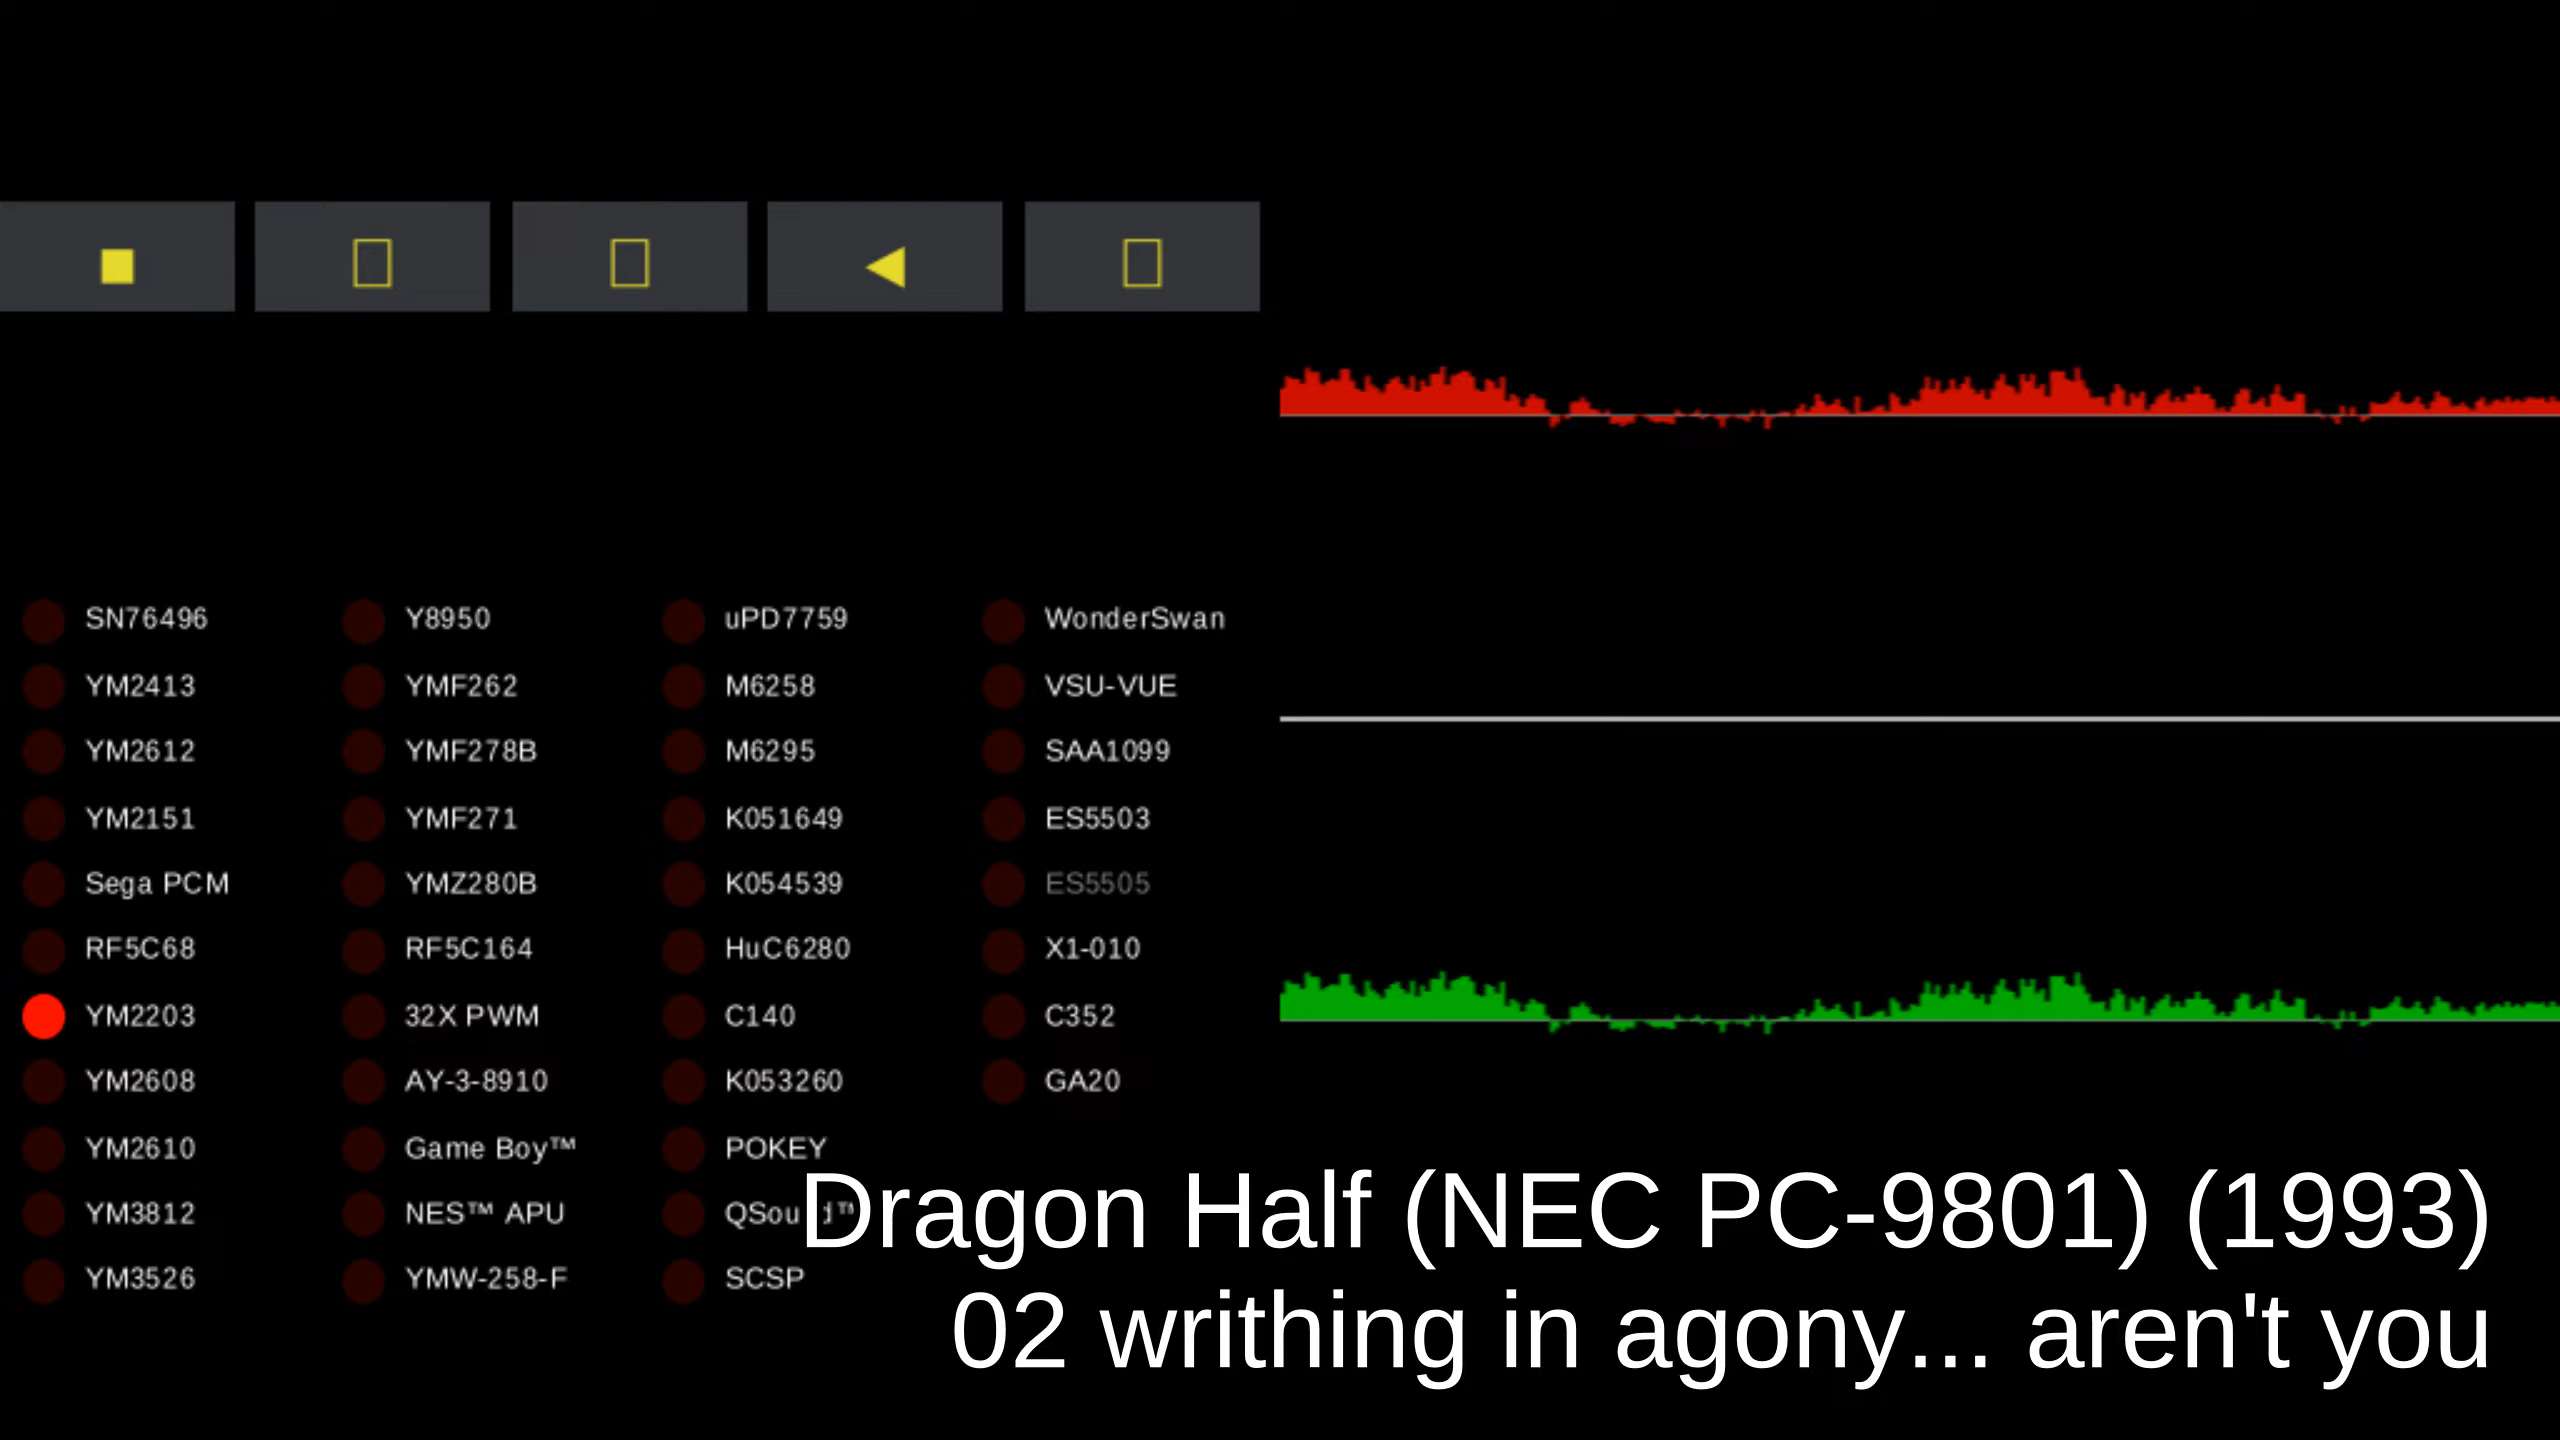 SN76496
YM2413
YM2612
YM2151
Sega PCM
RF5C68
YM2203
YM2608
YM2610
YM3812
YM3526
Y8950
YMF262
YMF278B
YMF271
YMZ280B
RF5C164
32X PWM
AY-3-8910
Game Boy™
NES™ APU
YMW-258-F
uPD7759
M6258
M6295
K051649
K054539
HuC6280
C140
K053260
POKEY
SCSP
WonderSwan
VSU-VUE
SAA1099
ES5503
ES5505
X1-010
C352
GA20
Dragon Half (NEC PC-9801) (1993)
02 writhing in agony... aren't you